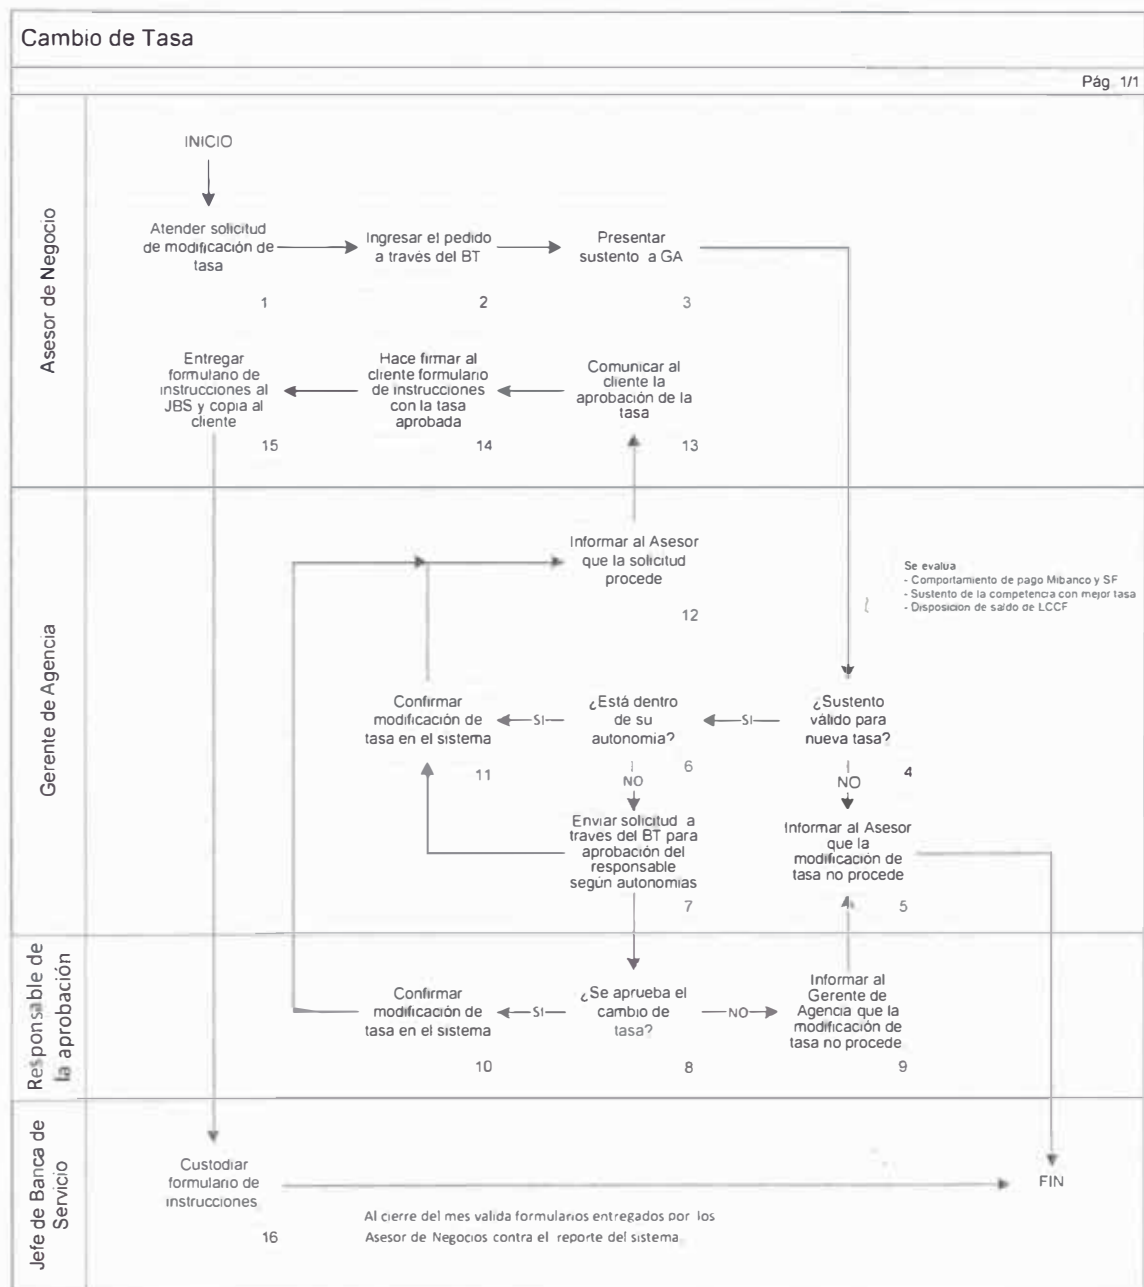 Cambio de Tasa
Pág. 1/1
Asesor de Negocio
INICIO
Atender solicitud
de modificación de
tasa
1
Ingresar el pedido
a través del BT
2
Presentar
sustento a GA
3
Entregar
formulario de
instrucciones al
JBS y copia al
cliente
15
Hace firmar al
cliente formulario
de instrucciones
con la tasa
aprobada
14
Comunicar al
cliente la
aprobación de la
tasa
13
Gerente de Agencia
Informar al Asesor
que la solicitud
procede
12
Se evalua
- Comportamiento de pago Mibanco y SF
- Sustento de la competencia con mejor tasa
- Disposicion de saldo de LCCF
Confirmar
modificación de
tasa en el sistema
11
SI
¿Está dentro
de su
autonomía?
6
SI
¿Sustento
válido para
nueva tasa?
4
NO
NO
Enviar solicitud a
través del BT para
aprobación del
responsable
según autonomías
7
Informar al Asesor
que la
modificación de
tasa no procede
5
Responsable de
la aprobación
Confirmar
modificación de
tasa en el sistema
10
SI
¿Se aprueba el
cambio de
tasa?
8
NO
Informar al
Gerente de
Agencia que la
modificación de
tasa no procede
9
Jefe de Banca de
Servicio
Custodiar
formulario de
instrucciones
16
FIN
Al cierre del mes valida formularios entregados por los
Asesor de Negocios contra el reporte del sistema